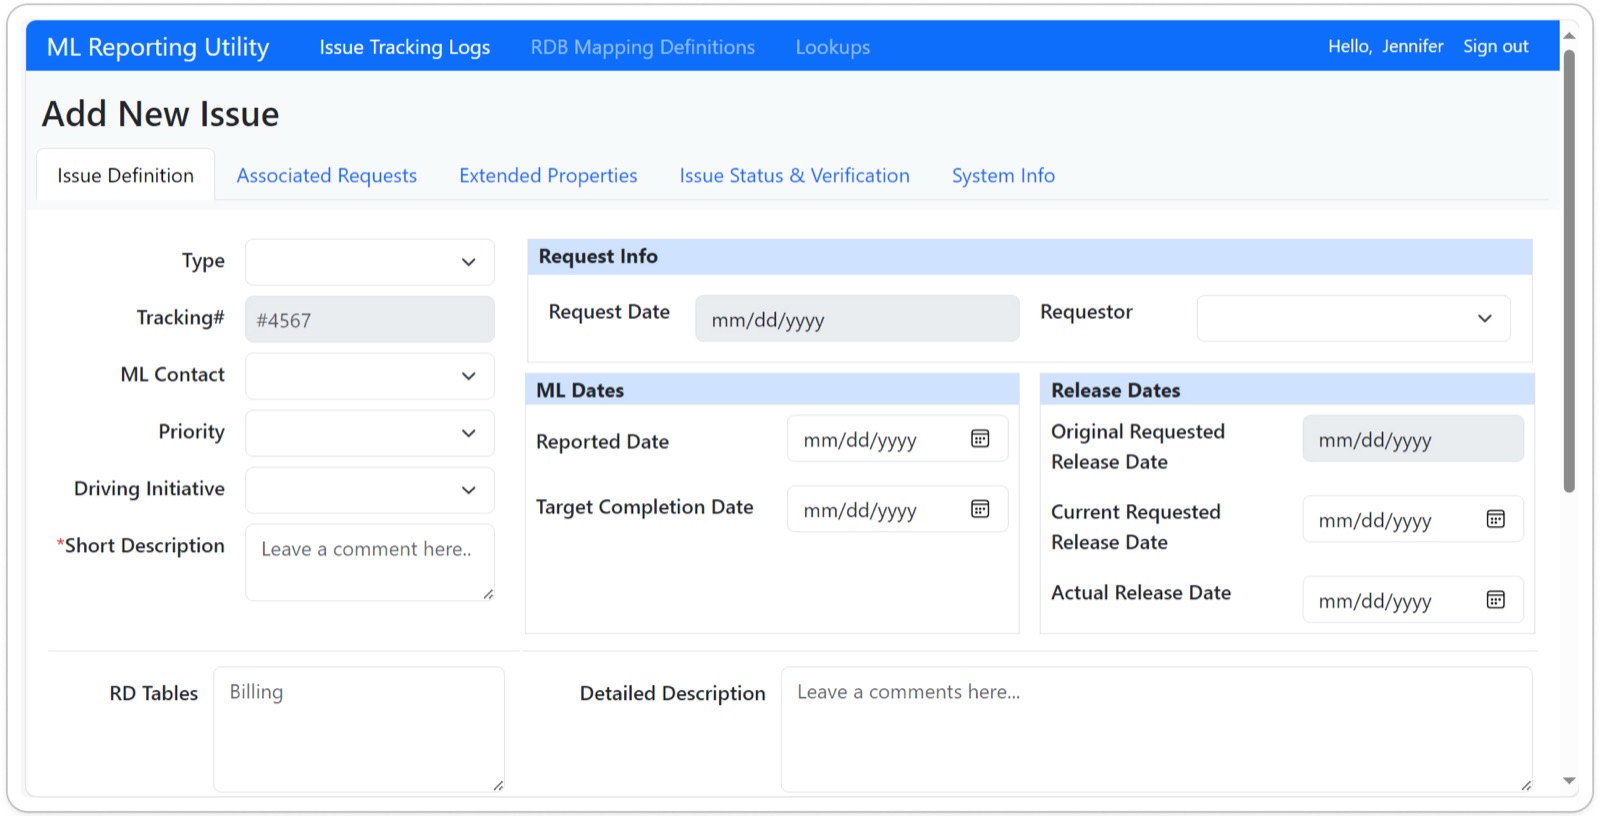 ML Reporting Utility Issue Tracking Logs RDB Mapping Definitions Lookups Hello, Jennifer Sign out
Add New Issue
Issue Definition Associated Requests Extended Properties Issue Status & Verification System Info
Type
Tracking# #4567
ML Contact
Priority
Driving Initiative
*Short Description Leave a comment here..
Request Info
Request Date mm/dd/yyyy Requestor
ML Dates
Reported Date mm/dd/yyyy
Target Completion Date mm/dd/yyyy
Release Dates
Original Requested
Release Date mm/dd/yyyy
Current Requested
Release Date mm/dd/yyyy
Actual Release Date mm/dd/yyyy
RD Tables Billing
Detailed Description Leave a comments here...